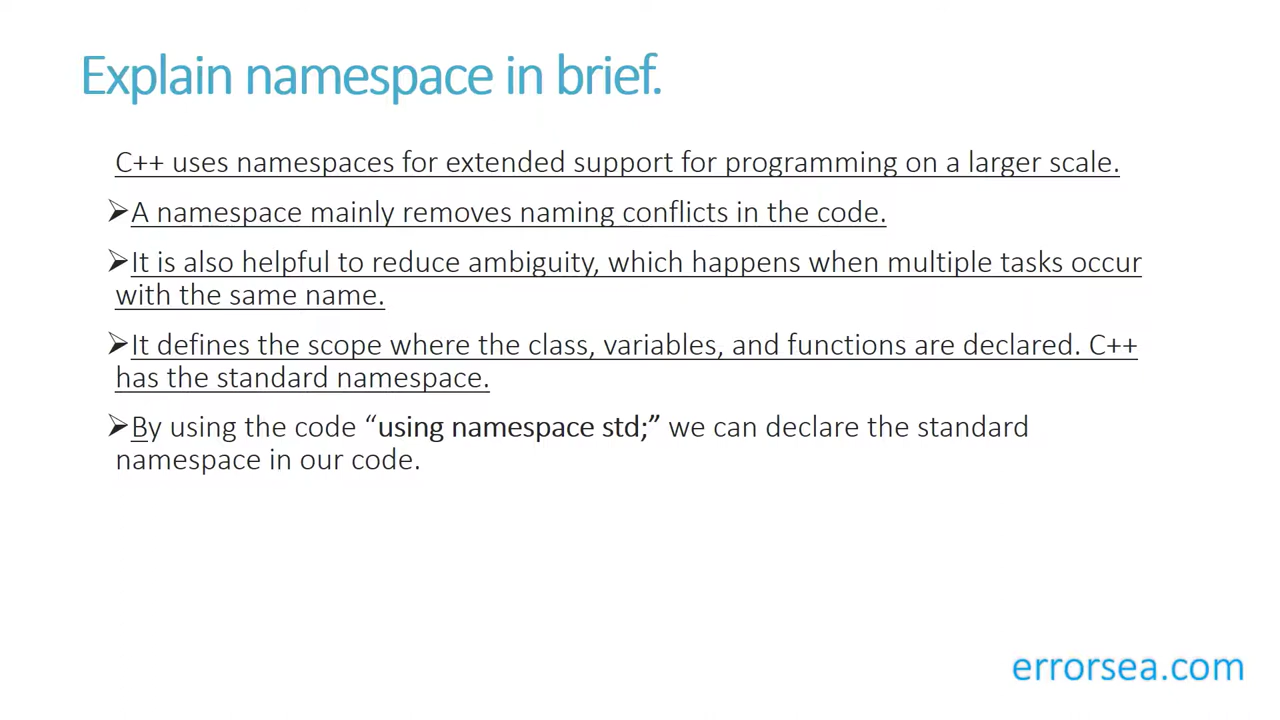 Explain namespace in brief.
C++ uses namespaces for extended support for programming on a larger scale.
➢A namespace mainly removes naming conflicts in the code.
➢It is also helpful to reduce ambiguity, which happens when multiple tasks occur
with the same name.
➢It defines the scope where the class, variables, and functions are declared. C++
has the standard namespace.
➢By using the code “using namespace std;” we can declare the standard
namespace in our code.
errorsea.com